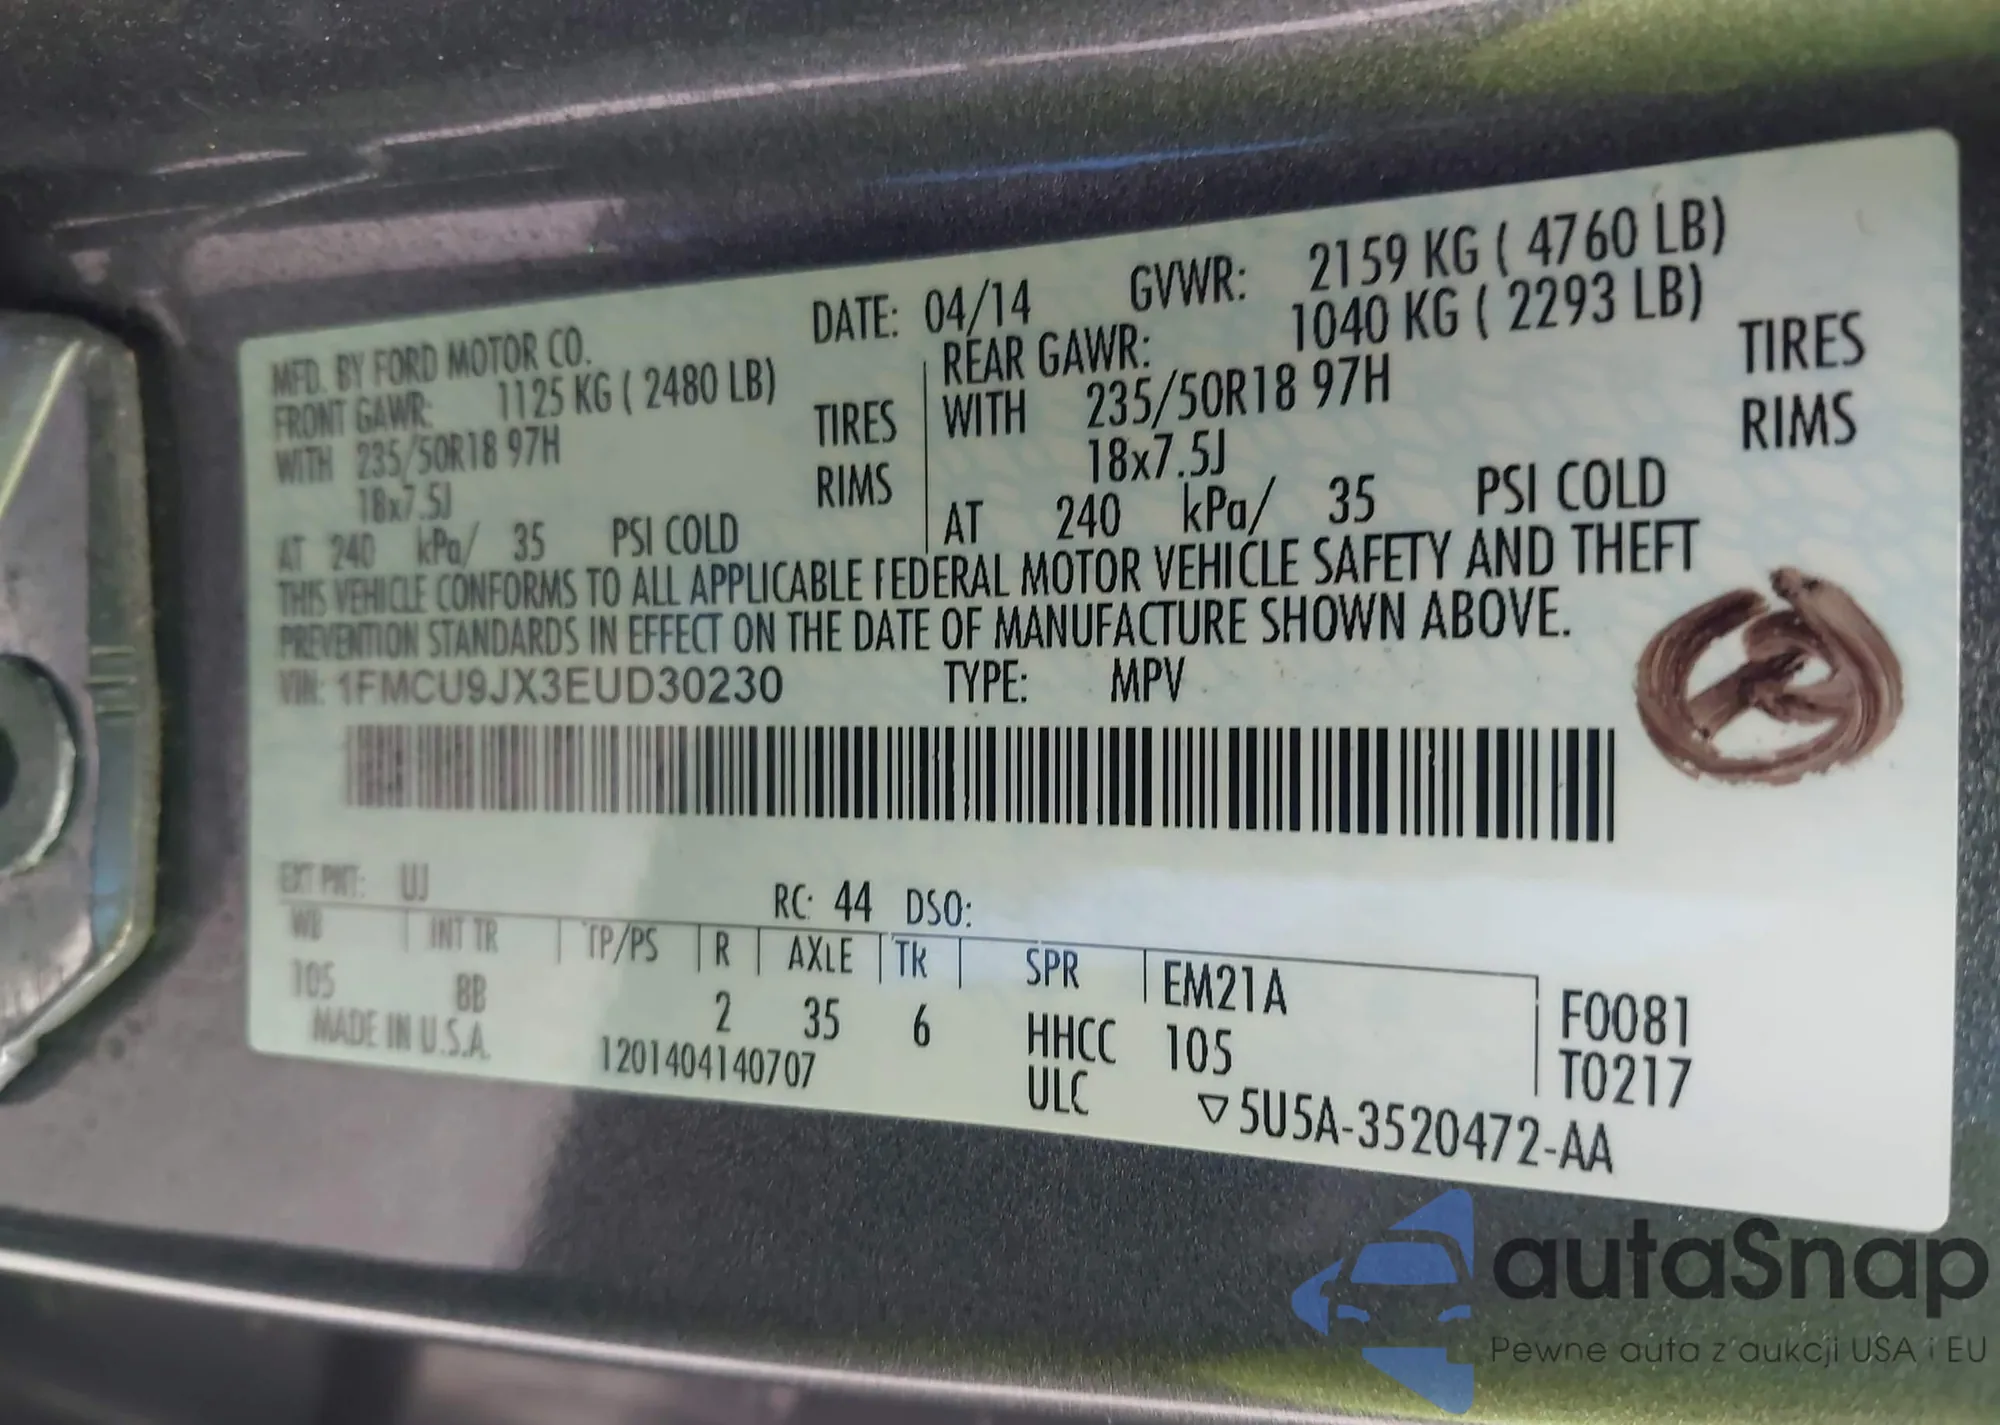 MFD. BY FORD MOTOR CO. DATE: 04/14 GVWR: 2159 KG ( 4760 LB)
FRONT GAWR: 1125 KG ( 2480 LB) REAR GAWR: 1040 KG ( 2293 LB)
WITH 235/50R18 97H TIRES WITH 235/50R18 97H TIRES
18x7.5J RIMS 18x7.5J RIMS
AT 240 kPa/ 35 PSI COLD AT 240 kPa/ 35 PSI COLD
THIS VEHICLE CONFORMS TO ALL APPLICABLE FEDERAL MOTOR VEHICLE SAFETY AND THEFT
PREVENTION STANDARDS IN EFFECT ON THE DATE OF MANUFACTURE SHOWN ABOVE.
VIN: 1FMCU9JX3EUD30230 TYPE: MPV
EXT PNT: UJ RC: 44 DSO:
WB INT TR TP/PS R AXLE TR SPR EM21A F0081
105 8B 2 35 6 HHCC 105 T0217
MADE IN U.S.A. 1201404140707 ULC ▽5U5A-3520472-AA
autaSnap
Pewne auta z aukcji USA i EU